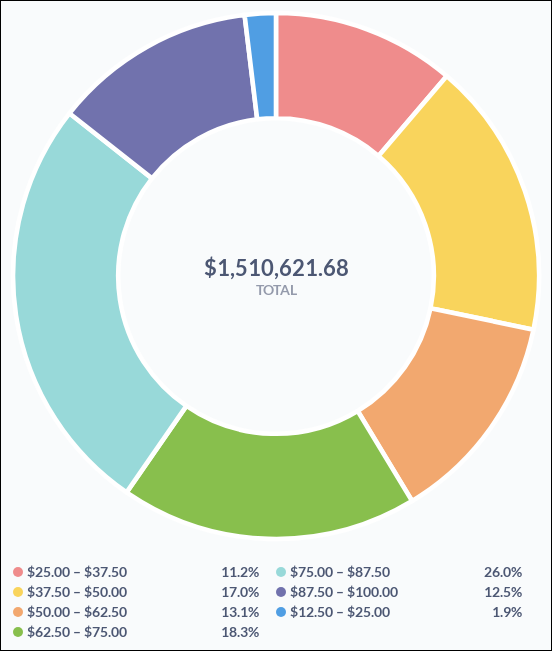 $1,510,621.68
TOTAL
$25.00 – $37.50 11.2% $75.00 – $87.50 26.0%
$37.50 – $50.00 17.0% $87.50 – $100.00 12.5%
$50.00 – $62.50 13.1% $12.50 – $25.00 1.9%
$62.50 – $75.00 18.3%